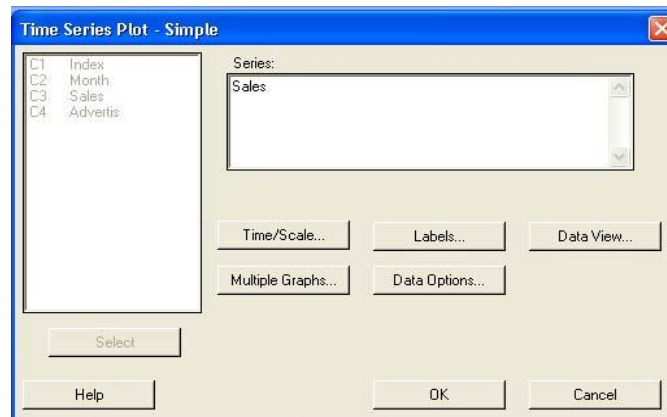 Time Series Plot - Simple
C1 Index
C2 Month
C3 Sales
C4 Advertis
Series:
Sales
Time/Scale...
Labels...
Data View...
Multiple Graphs...
Data Options...
Select
Help
OK
Cancel